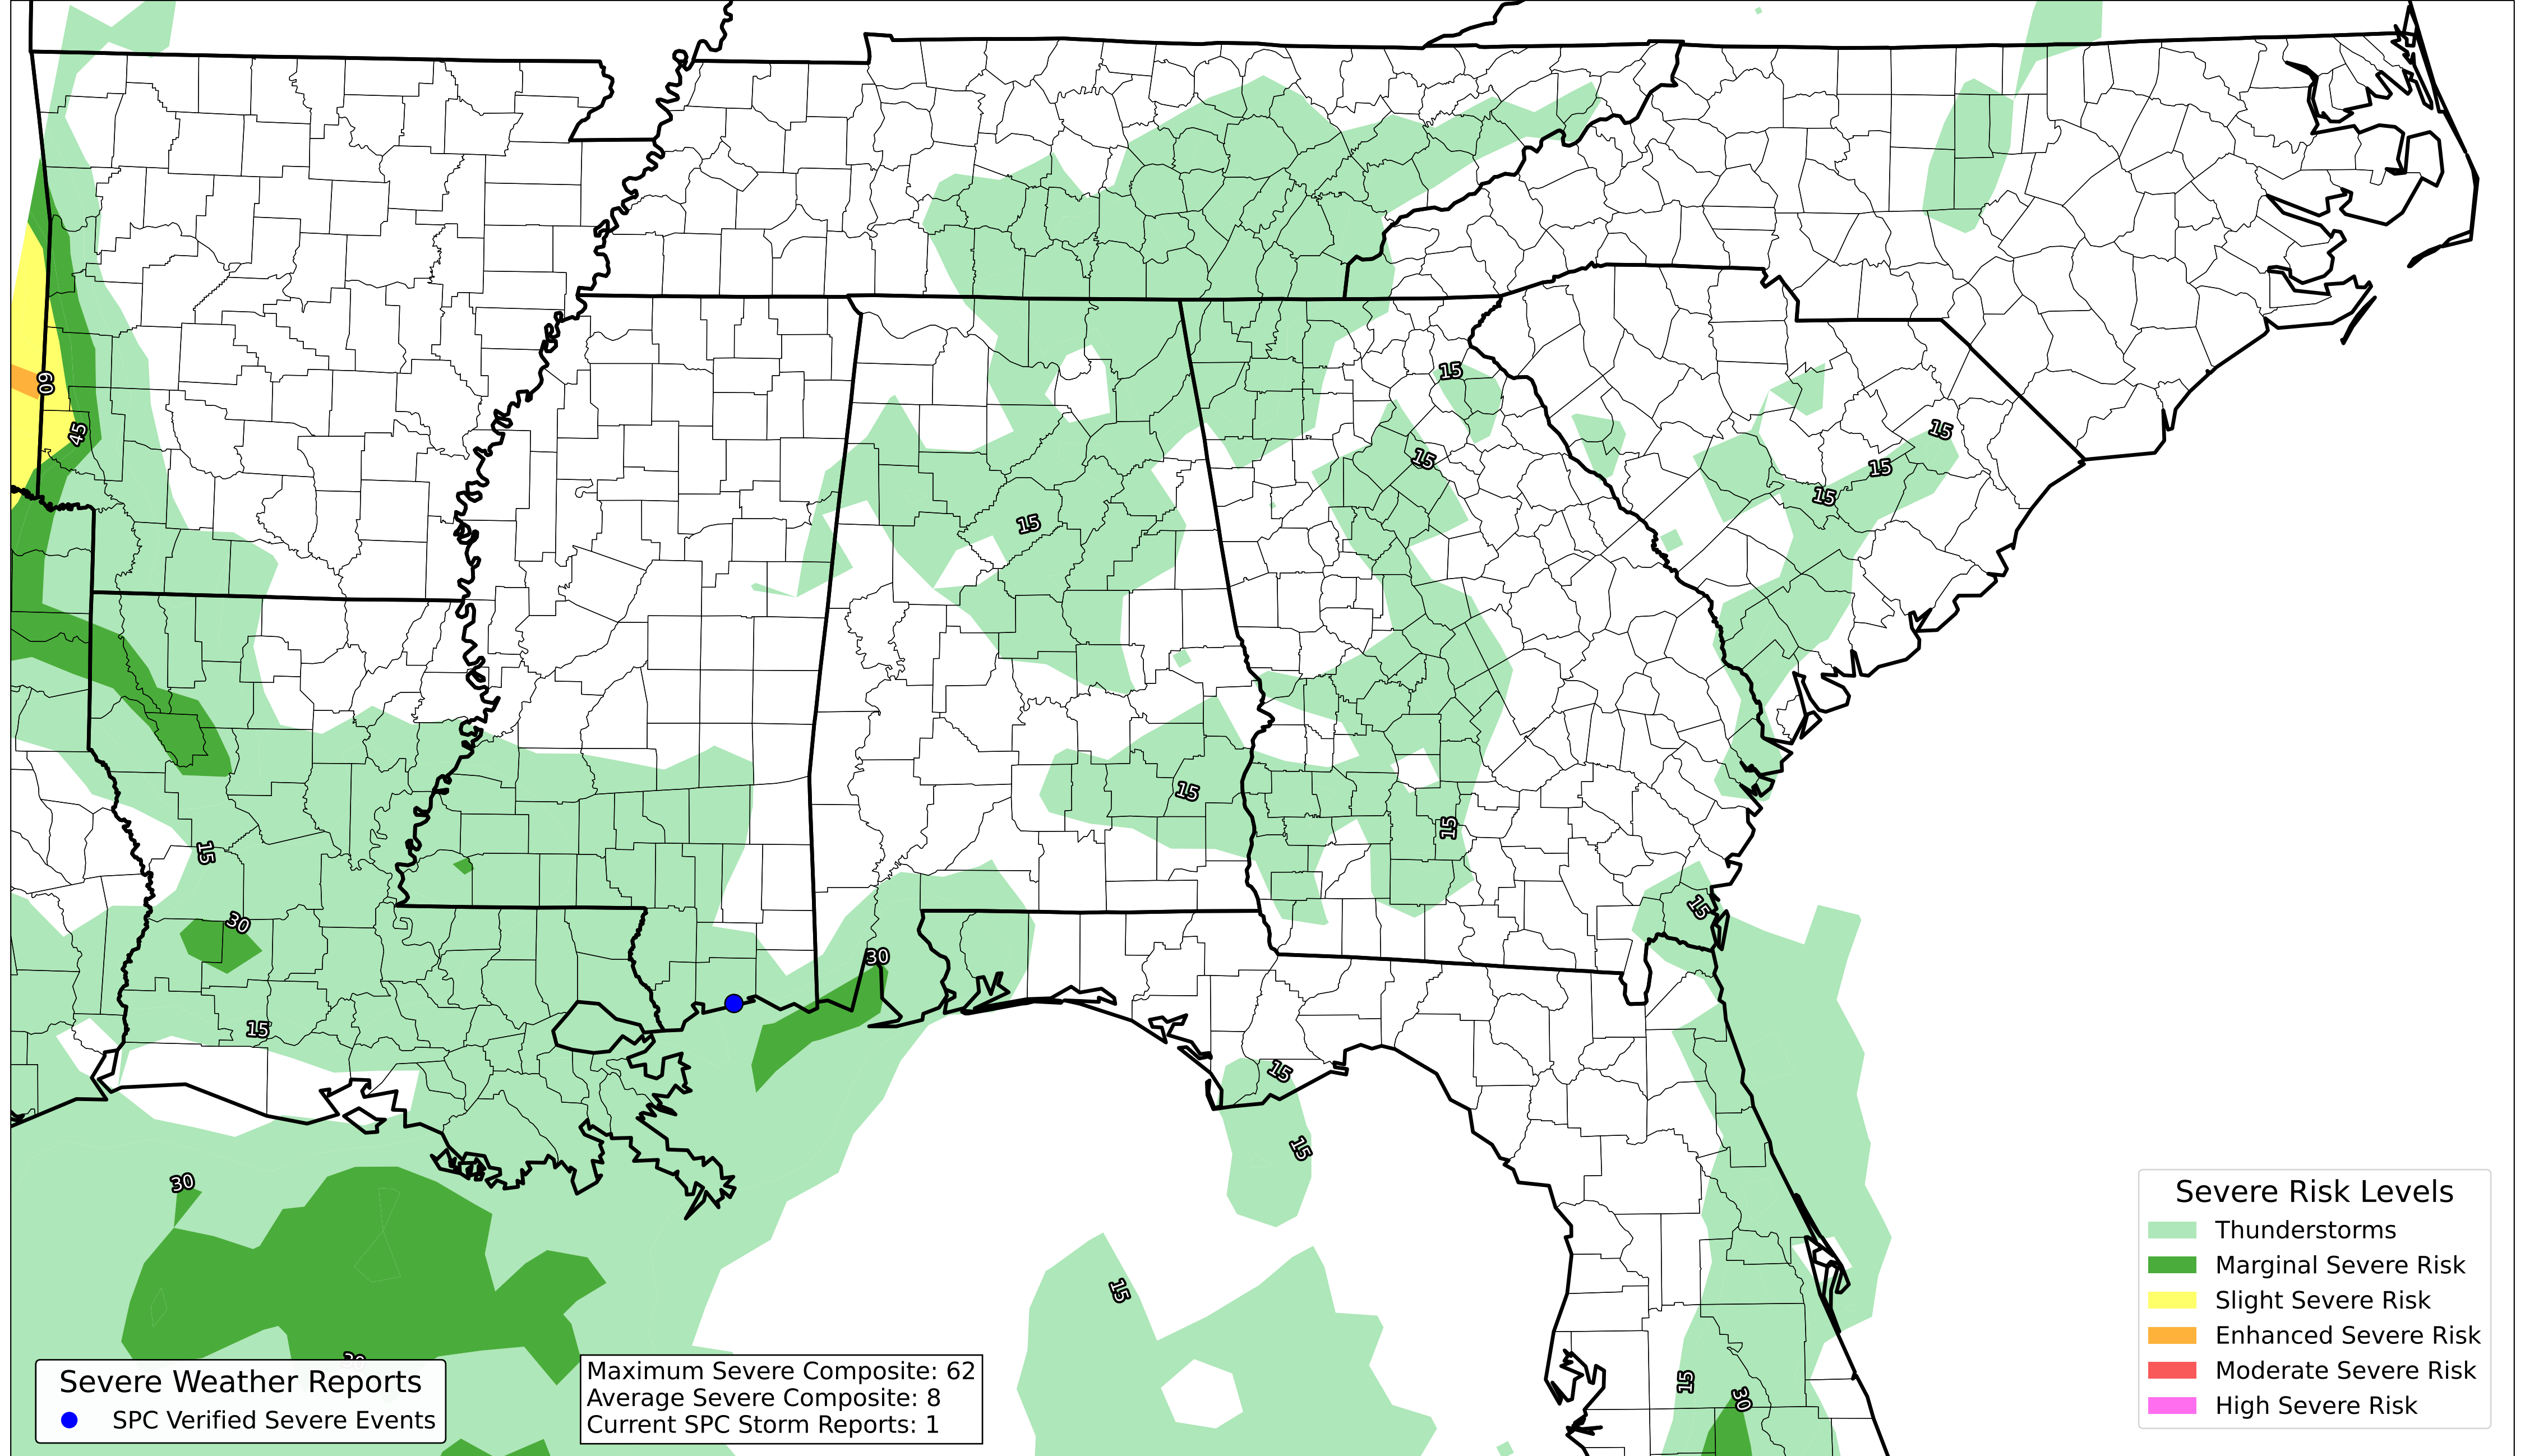 15
60
45
15
15
15
15
15
15
15
15
15
30
15
30
15
15
15
30
15
15
30
30
Severe Weather Reports
SPC Verified Severe Events
Maximum Severe Composite: 62
Average Severe Composite: 8
Current SPC Storm Reports: 1
Severe Risk Levels
Thunderstorms
Marginal Severe Risk
Slight Severe Risk
Enhanced Severe Risk
Moderate Severe Risk
High Severe Risk